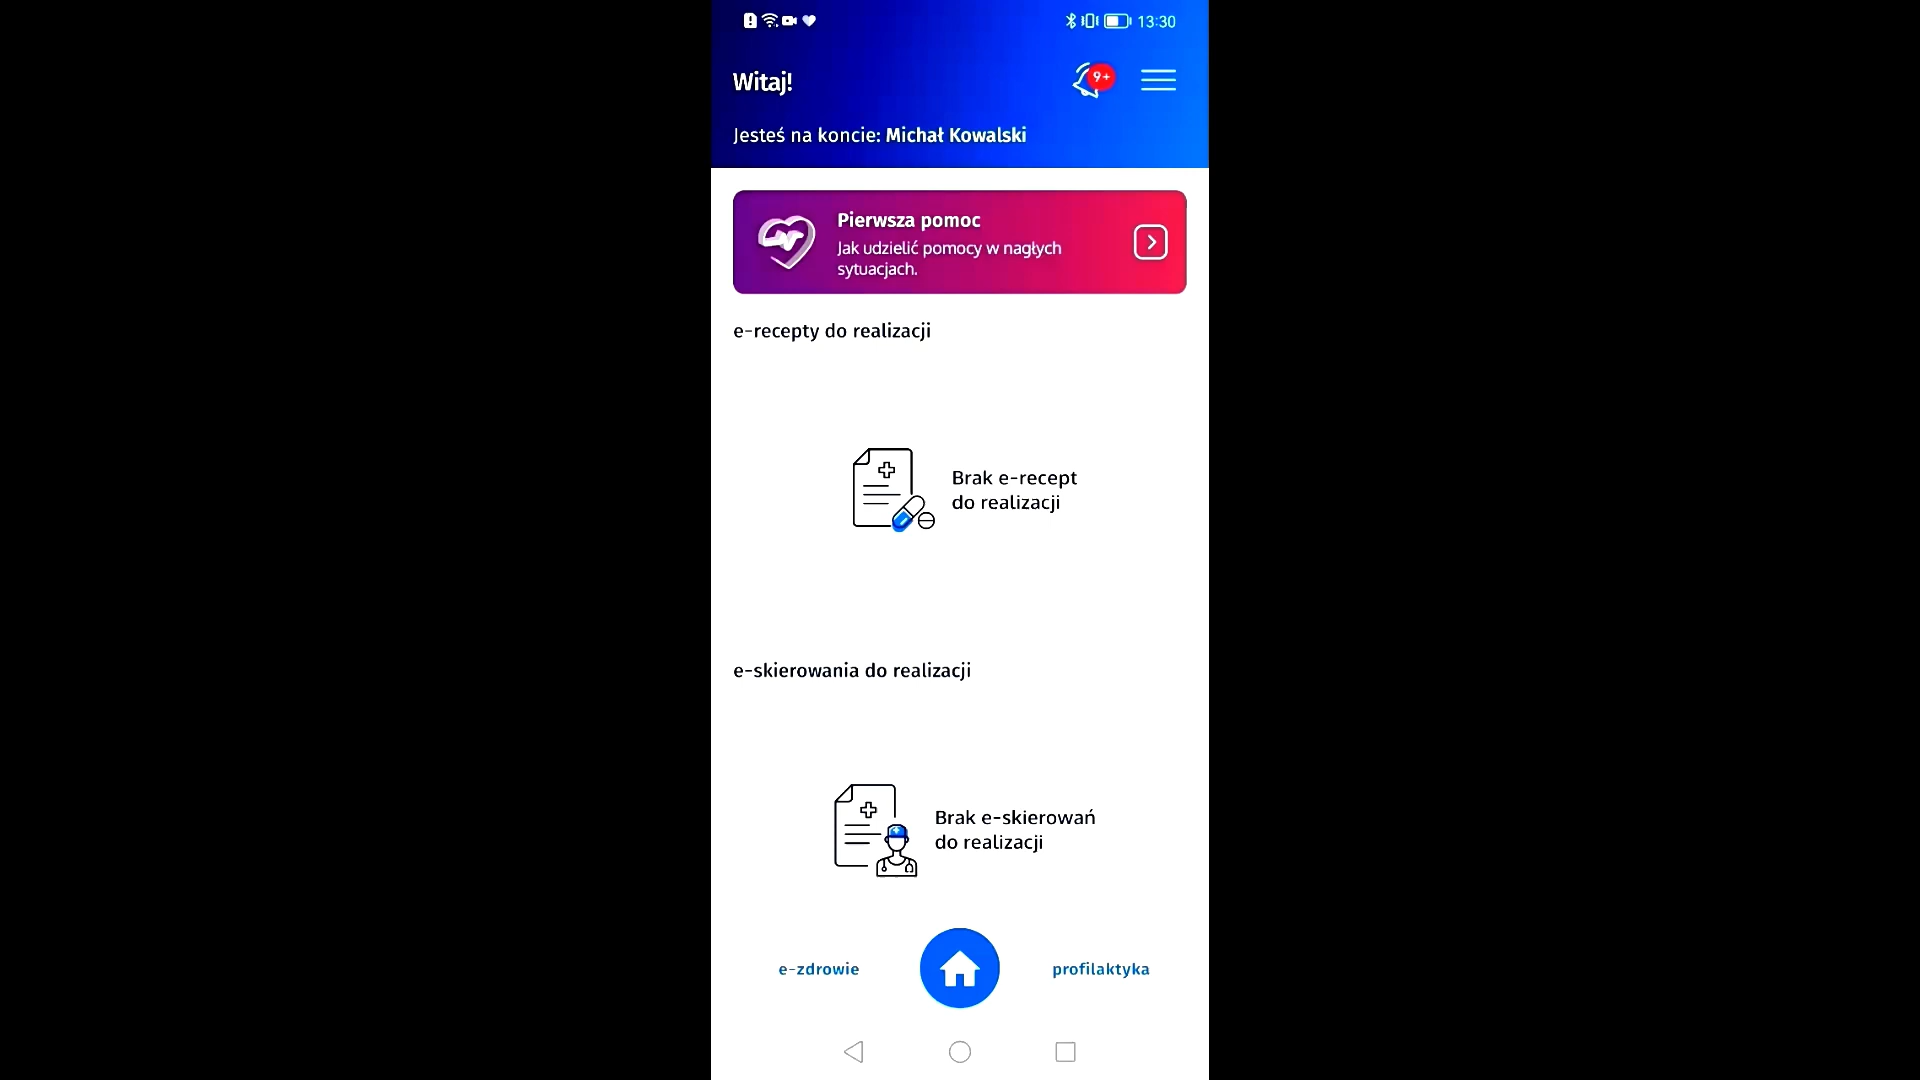 13:30
Witaj!
9+
Jesteś na koncie: Michał Kowalski
Pierwsza pomoc
Jak udzielić pomocy w nagłych
sytuacjach.
e-recepty do realizacji
Brak e-recept
do realizacji
e-skierowania do realizacji
Brak e-skierowań
do realizacji
e-zdrowie
profilaktyka